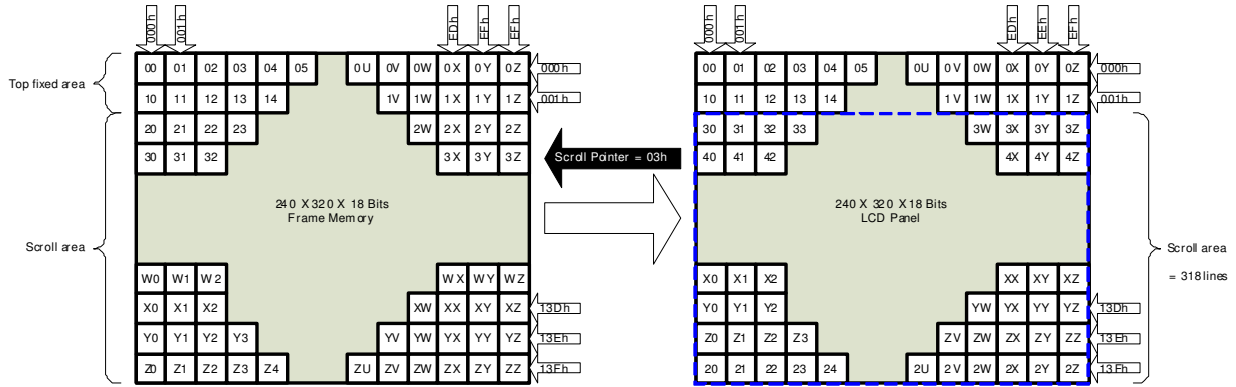 000h 001h EDh EFh EFh 000h 001h EDh EEh EFh
00 01 02 03 04 05 0U 0V 0W 0X 0Y 0Z 000h 00 01 02 03 04 05 0U 0V 0W 0X 0Y 0Z 000h
Top fixed area
10 11 12 13 14 1V 1W 1X 1Y 1Z 001h 10 11 12 13 14 1V 1W 1X 1Y 1Z 001h
20 21 22 23 2W 2X 2Y 2Z 30 31 32 33 3W 3X 3Y 3Z
30 31 32 3X 3Y 3Z Scroll Pointer = 03h 40 41 42 4X 4Y 4Z
240 X 320 X 18 Bits 240 X 320 X 18 Bits
Frame Memory LCD Panel
Scroll area Scroll area
= 318 lines
W0 W1 W2 WX WY WZ X0 X1 X2 XX XY XZ
X0 X1 X2 XW XX XY XZ 13Dh Y0 Y1 Y2 YW YX YY YZ 13Dh
Y0 Y1 Y2 Y3 YV YW YX YY YZ 13Eh Z0 Z1 Z2 Z3 ZV ZW ZX ZY ZZ 13Eh
Z0 Z1 Z2 Z3 Z4 ZU ZV ZW ZX ZY ZZ 13Fh 20 21 22 23 24 2U 2V 2W 2X 2Y 2Z 13Fh